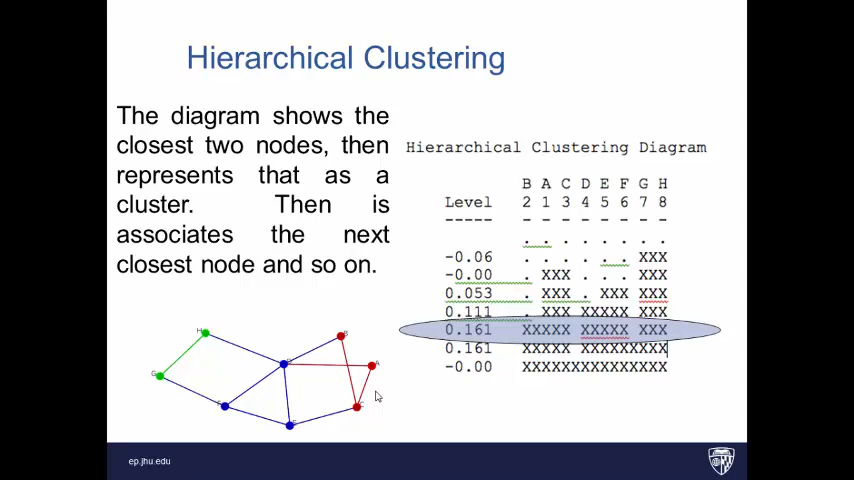 Hierarchical Clustering
The diagram shows the
closest two nodes, then
represents that as a
cluster. Then is
associates the next
closest node and so on.
Hierarchical Clustering Diagram
B A C D E F G H
Level 2 1 3 4 5 6 7 8
----- - - - - - - - -
. . . . . . . .
-0.06 . . . . . . XXX
-0.00 . XXX . . . XXX
0.053 . XXX . XXX XXX
0.111 . XXX XXXXX XXX
0.161 XXXXX XXXXX XXX
0.161 XXXXX XXXXXXXXX
-0.00 XXXXXXXXXXXXXXX
H
B
A
G
C
ep.jhu.edu